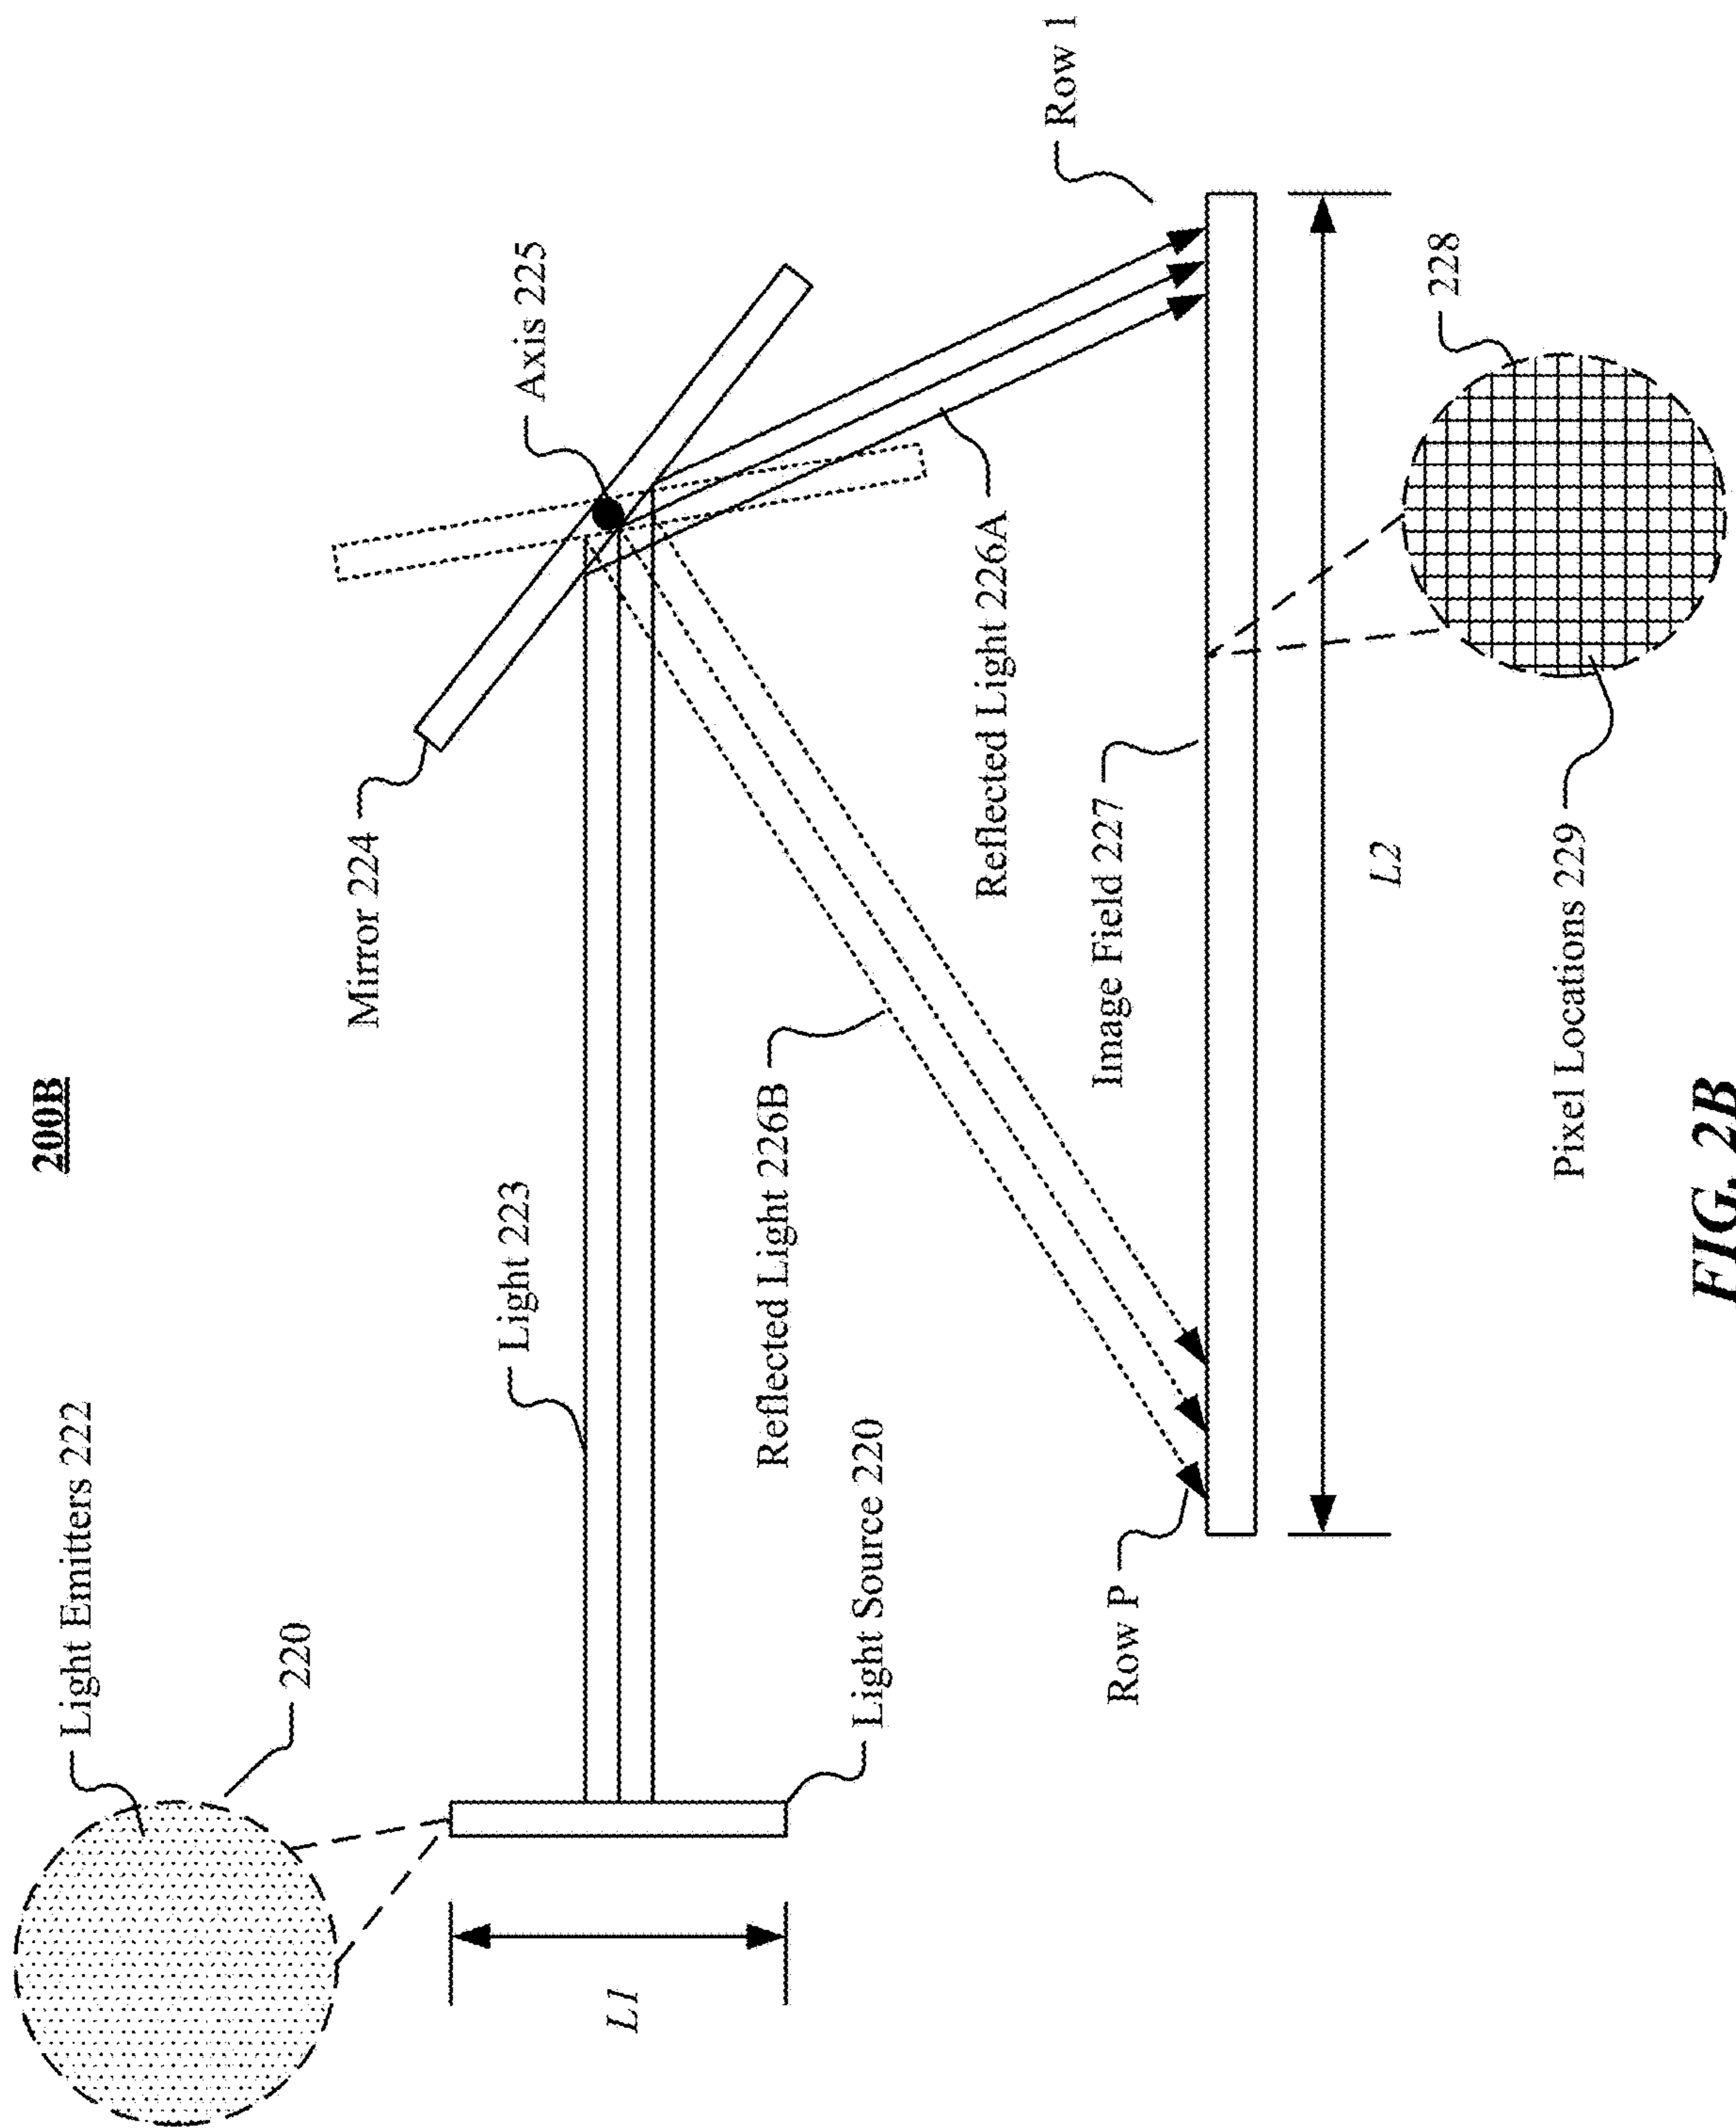 200B
Light Emitters 222
220
Mirror 224
Axis 225
Light 223
L1
Light Source 220
Reflected Light 226B
Reflected Light 226A
Row 1
Row P
Image Field 227
L2
228
Pixel Locations 229
FIG. 2B